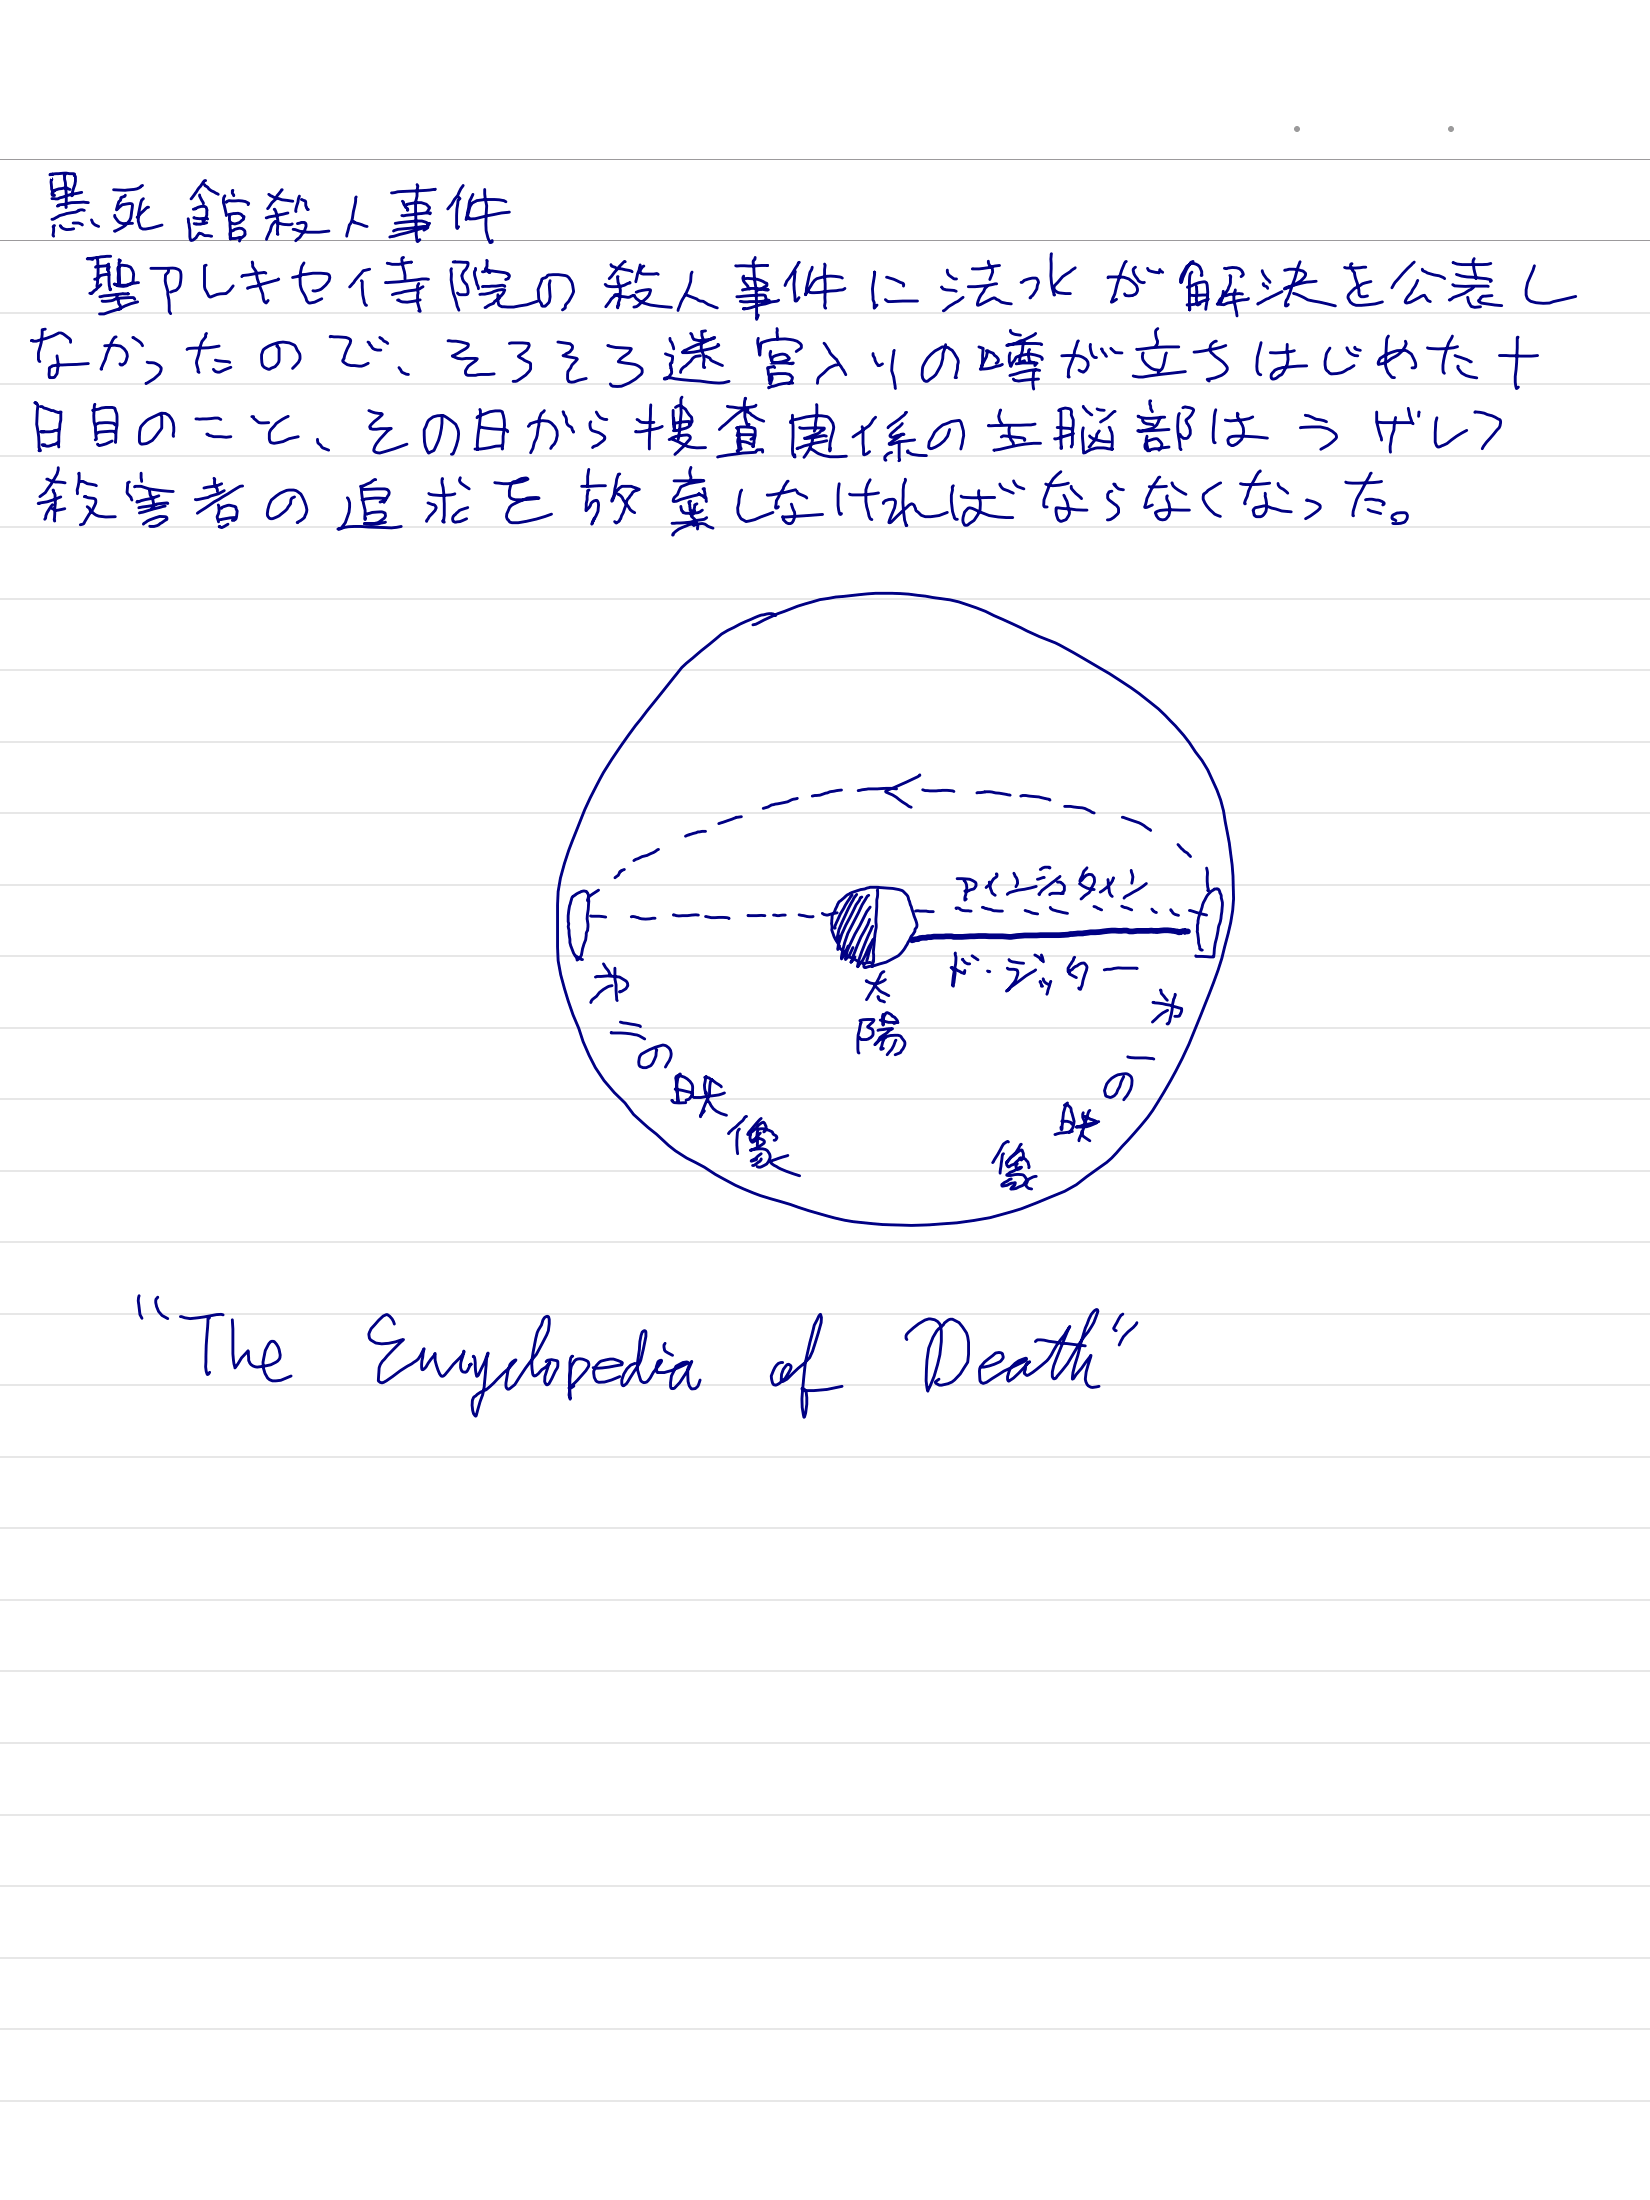 黒死館殺人事件
聖アレキセイ寺院の殺人事件に法水が解決を公表し
なかったので、そろそろ迷宮入りの噂が立ちはじめた十
日目のこと、その日から捜査関係の主脳部はラザレフ
殺害者の追求を放棄しなければならなくなった。
アインシタイン
ド・ジッター
太陽
第二の映像
第一の映像
"The Encyclopedia of Death"